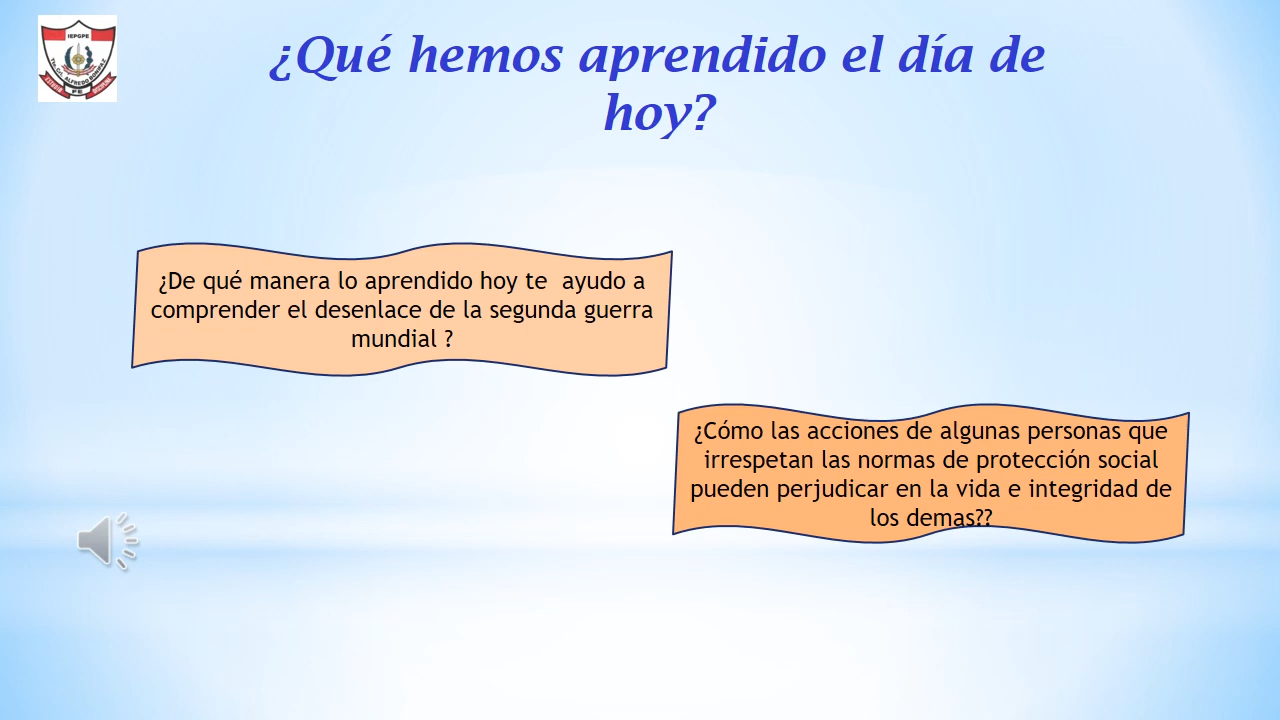 IEPGPE
FE
¿Qué hemos aprendido el día de
hoy?
¿De qué manera lo aprendido hoy te  ayudo a
comprender el desenlace de la segunda guerra
mundial ?
¿Cómo las acciones de algunas personas que
irrespetan las normas de protección social
pueden perjudicar en la vida e integridad de
los demas??